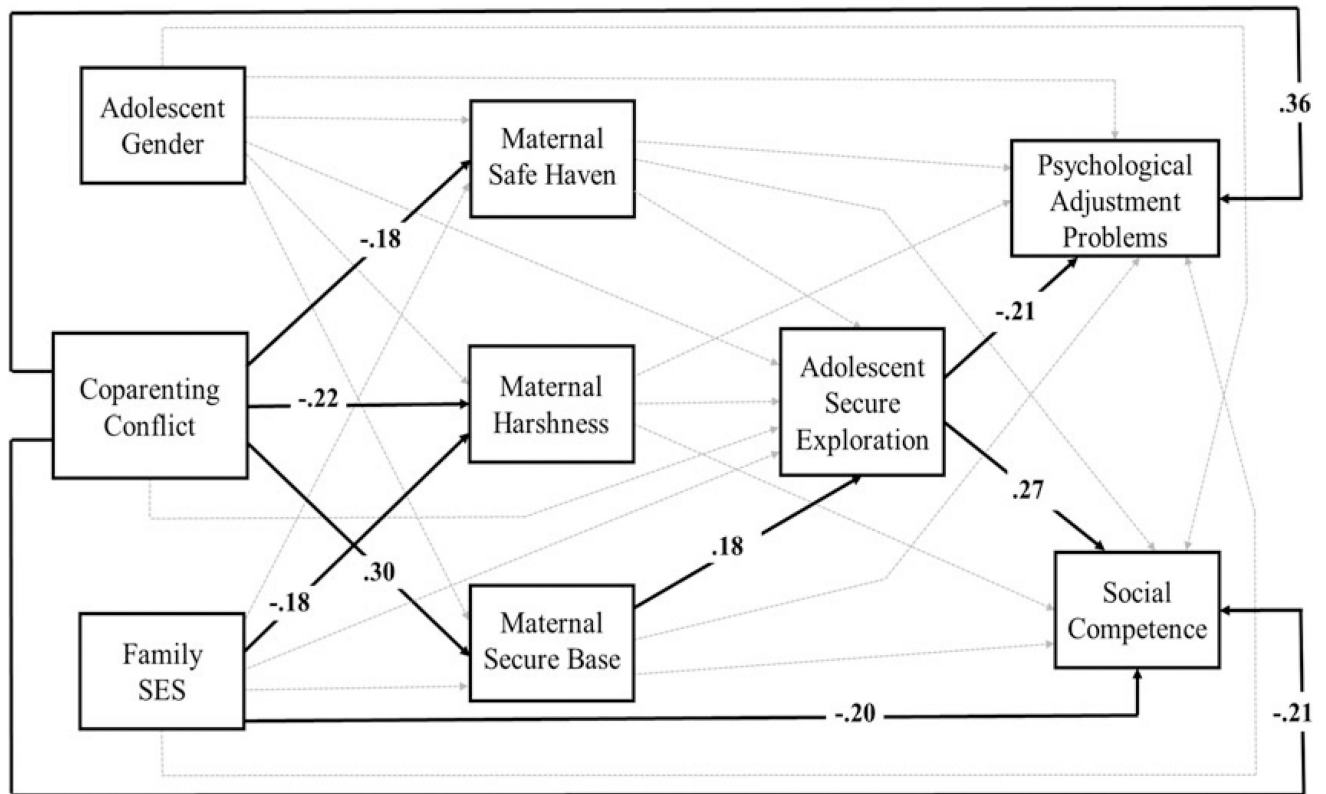 .36
Adolescent
Gender
Maternal
Safe Haven
Psychological
Adjustment
Problems
-.18
-.21
Coparenting
Conflict
-.22
Maternal
Harshness
Adolescent
Secure
Exploration
.27
.18
.30
-.18
Family
SES
Maternal
Secure Base
Social
Competence
-.20
-.21